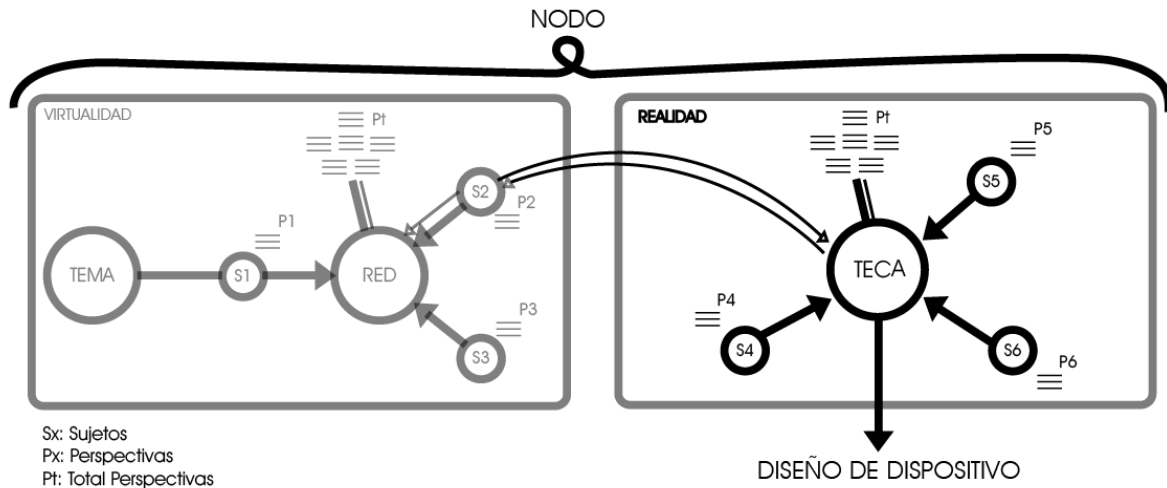 NODO
VIRTUALIDAD
Pt
S2
P2
P1
TEMA
S1
RED
P3
S3
REALIDAD
Pt
P5
S5
TECA
P4
S4
S6
P6
Sx: Sujetos
Px: Perspectivas
Pt: Total Perspectivas
DISEÑO DE DISPOSITIVO